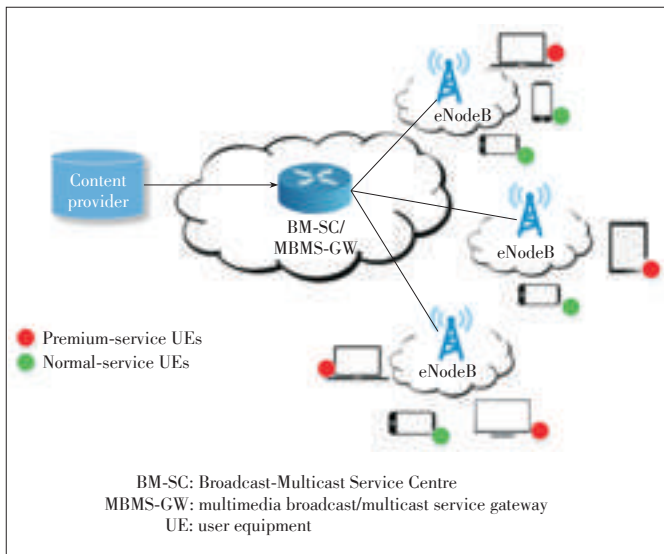 eNodeB
Content
provider
BM-SC/
MBMS-GW
eNodeB
Premium-service UEs
Normal-service UEs
eNodeB
BM-SC: Broadcast-Multicast Service Centre
MBMS-GW: multimedia broadcast/multicast service gateway
UE: user equipment